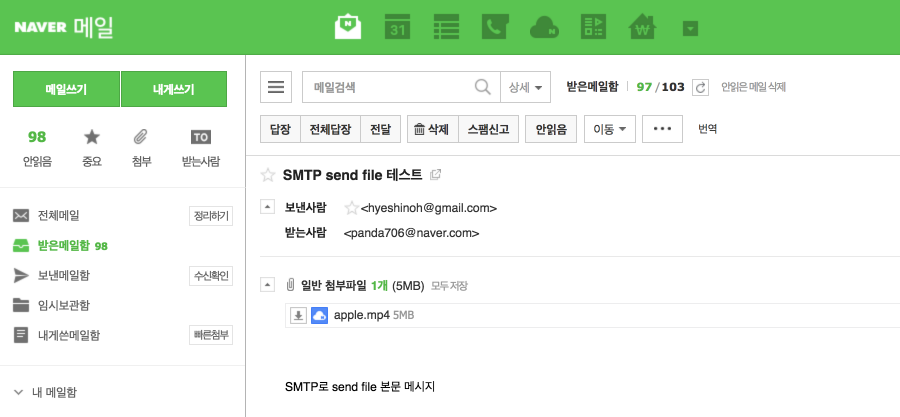 NAVER 메일
31
메일쓰기 내게쓰기
98 TO
안읽음 중요 첨부 받는사람
전체메일 정리하기
받은메일함 98
보낸메일함 수신확인
임시보관함
내게쓴메일함 빠른첨부
내 메일함
메일검색 상세 받은메일함 97 / 103 안읽은 메일 삭제
답장 전체답장 전달 삭제 스팸신고 안읽음 이동 ••• 번역
SMTP send file 테스트
보낸사람 <hyeshinoh@gmail.com>
받는사람 <panda706@naver.com>
일반 첨부파일 1개 (5MB) 모두저장
apple.mp4 5MB
SMTP로 send file 본문 메시지